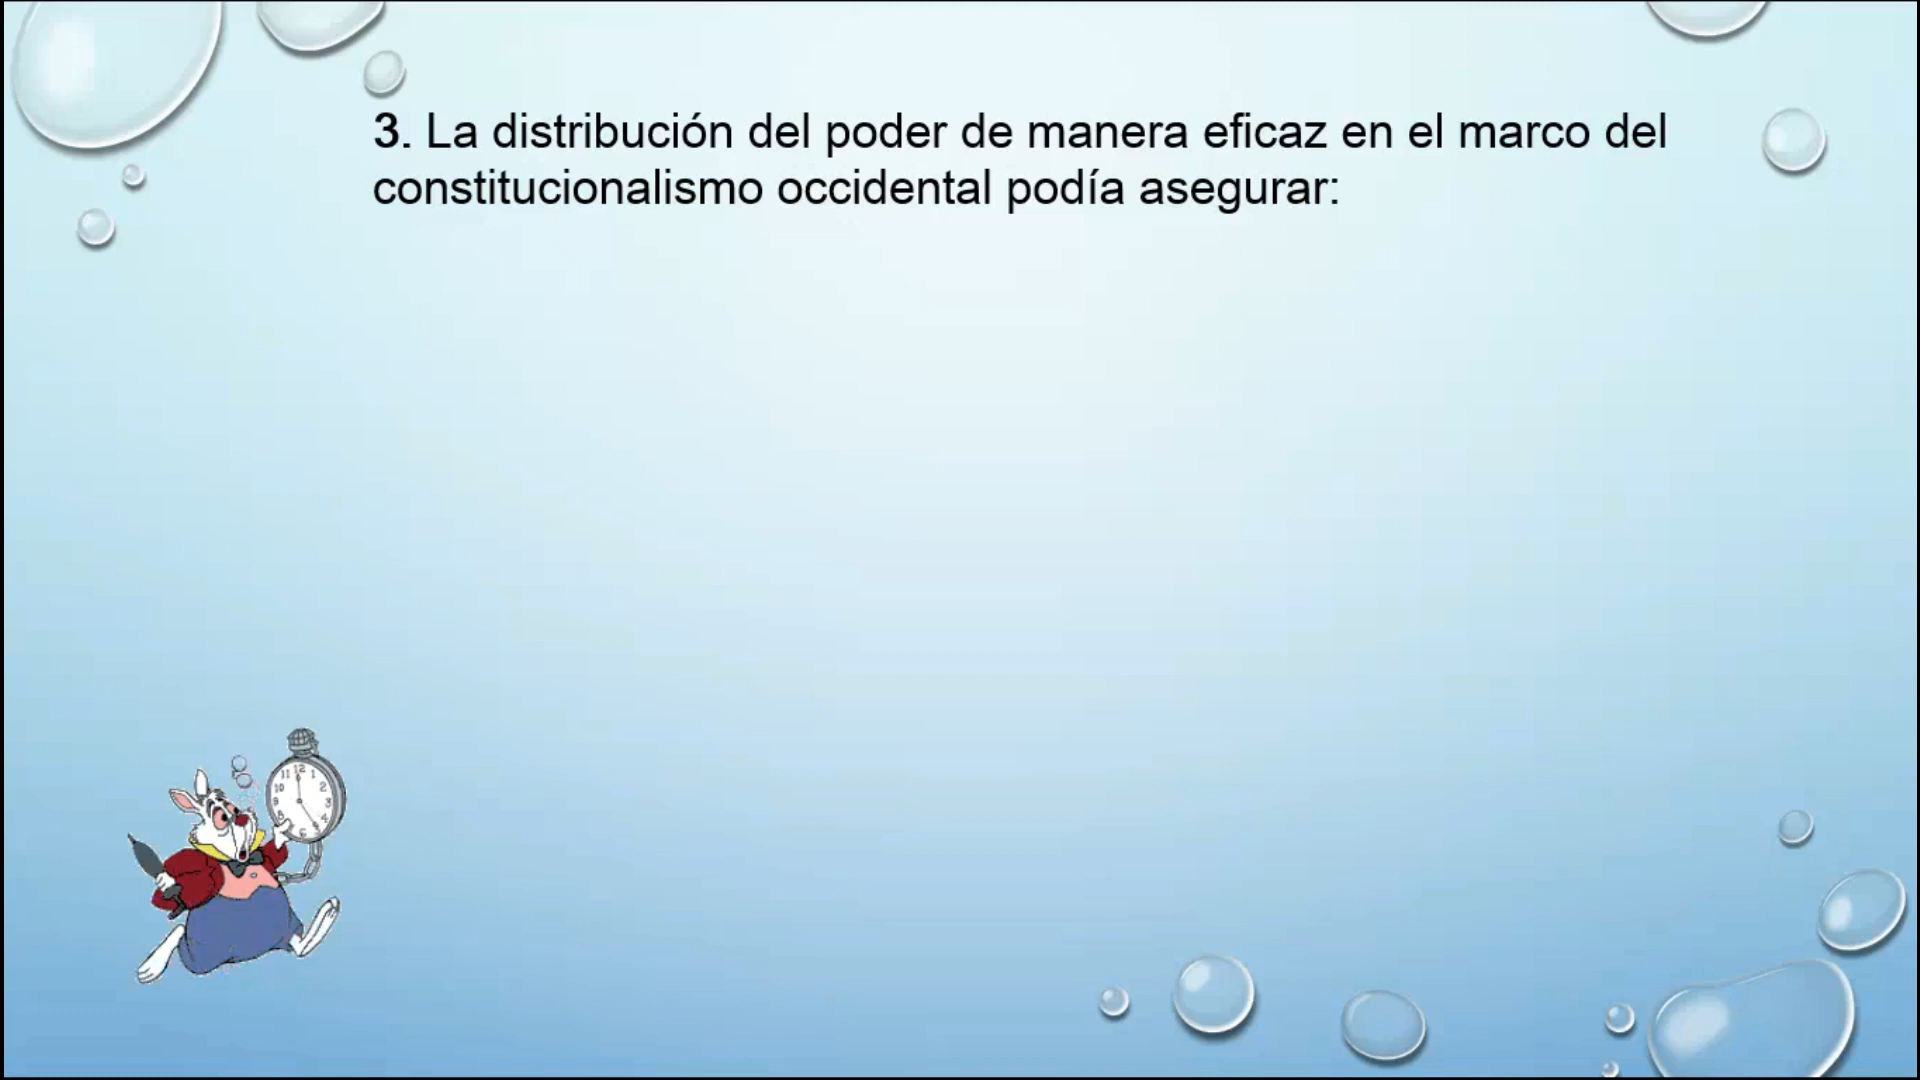 3. La distribución del poder de manera eficaz en el marco del
constitucionalismo occidental podía asegurar: